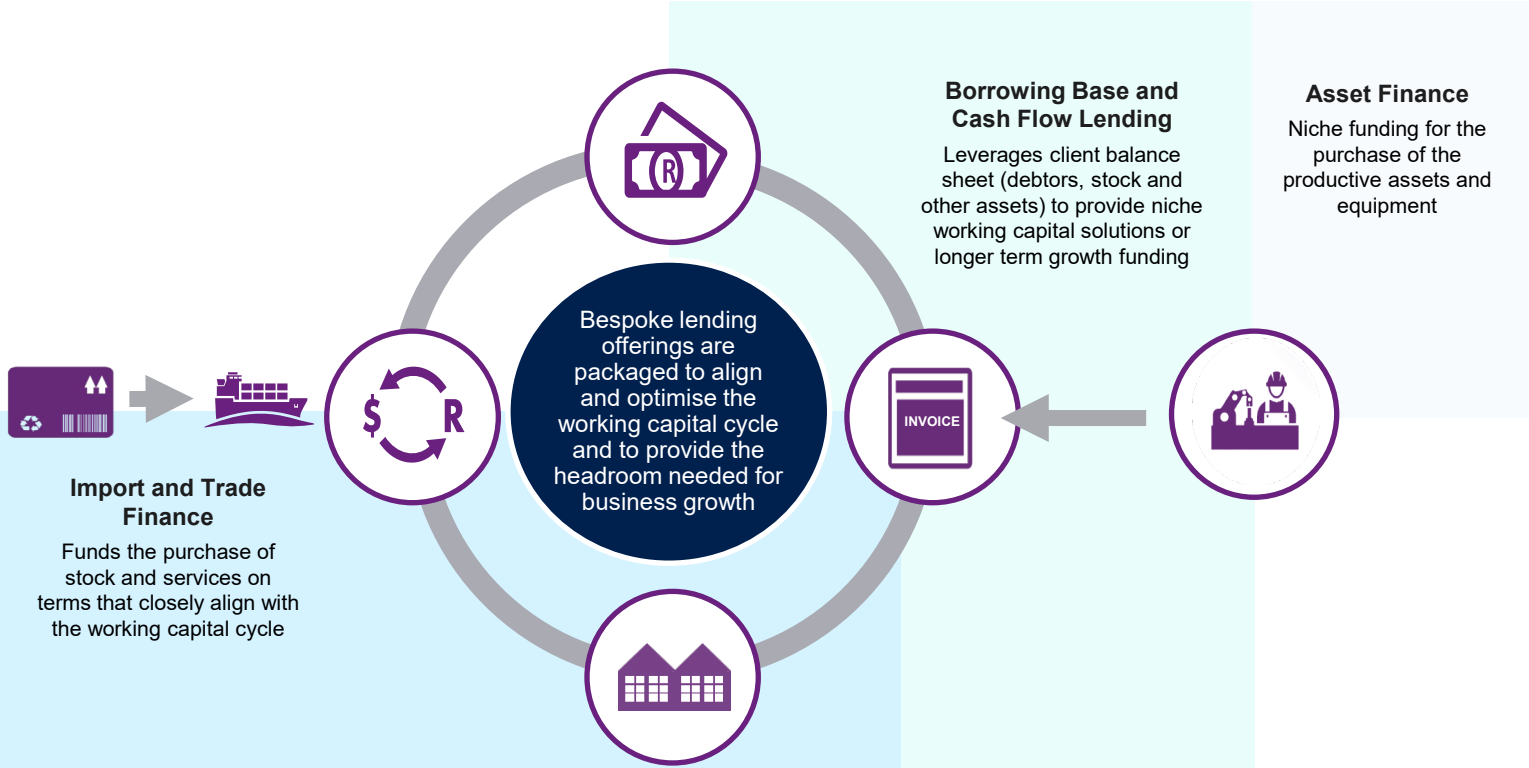 Borrowing Base and
Cash Flow Lending
Leverages client balance
sheet (debtors, stock and
other assets) to provide niche
working capital solutions or
longer term growth funding
Asset Finance
Niche funding for the
purchase of the
productive assets and
equipment
R
Bespoke lending
offerings are
packaged to align
and optimise the
working capital cycle
and to provide the
headroom needed for
business growth
$ R
INVOICE
Import and Trade
Finance
Funds the purchase of
stock and services on
terms that closely align with
the working capital cycle